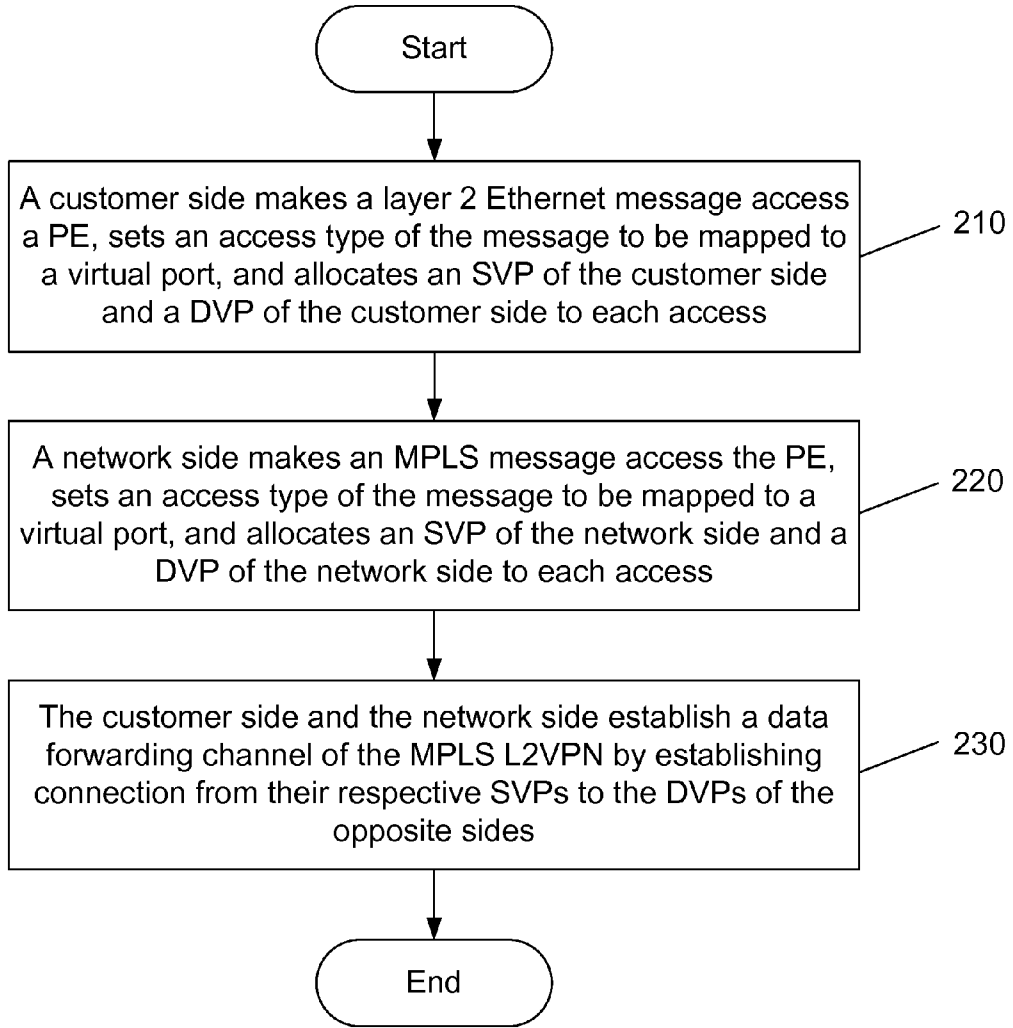 Start
A customer side makes a layer 2 Ethernet message access
a PE, sets an access type of the message to be mapped to
a virtual port, and allocates an SVP of the customer side
and a DVP of the customer side to each access
210
A network side makes an MPLS message access the PE,
sets an access type of the message to be mapped to a
virtual port, and allocates an SVP of the network side and a
DVP of the network side to each access
220
The customer side and the network side establish a data
forwarding channel of the MPLS L2VPN by establishing
connection from their respective SVPs to the DVPs of the
opposite sides
230
End